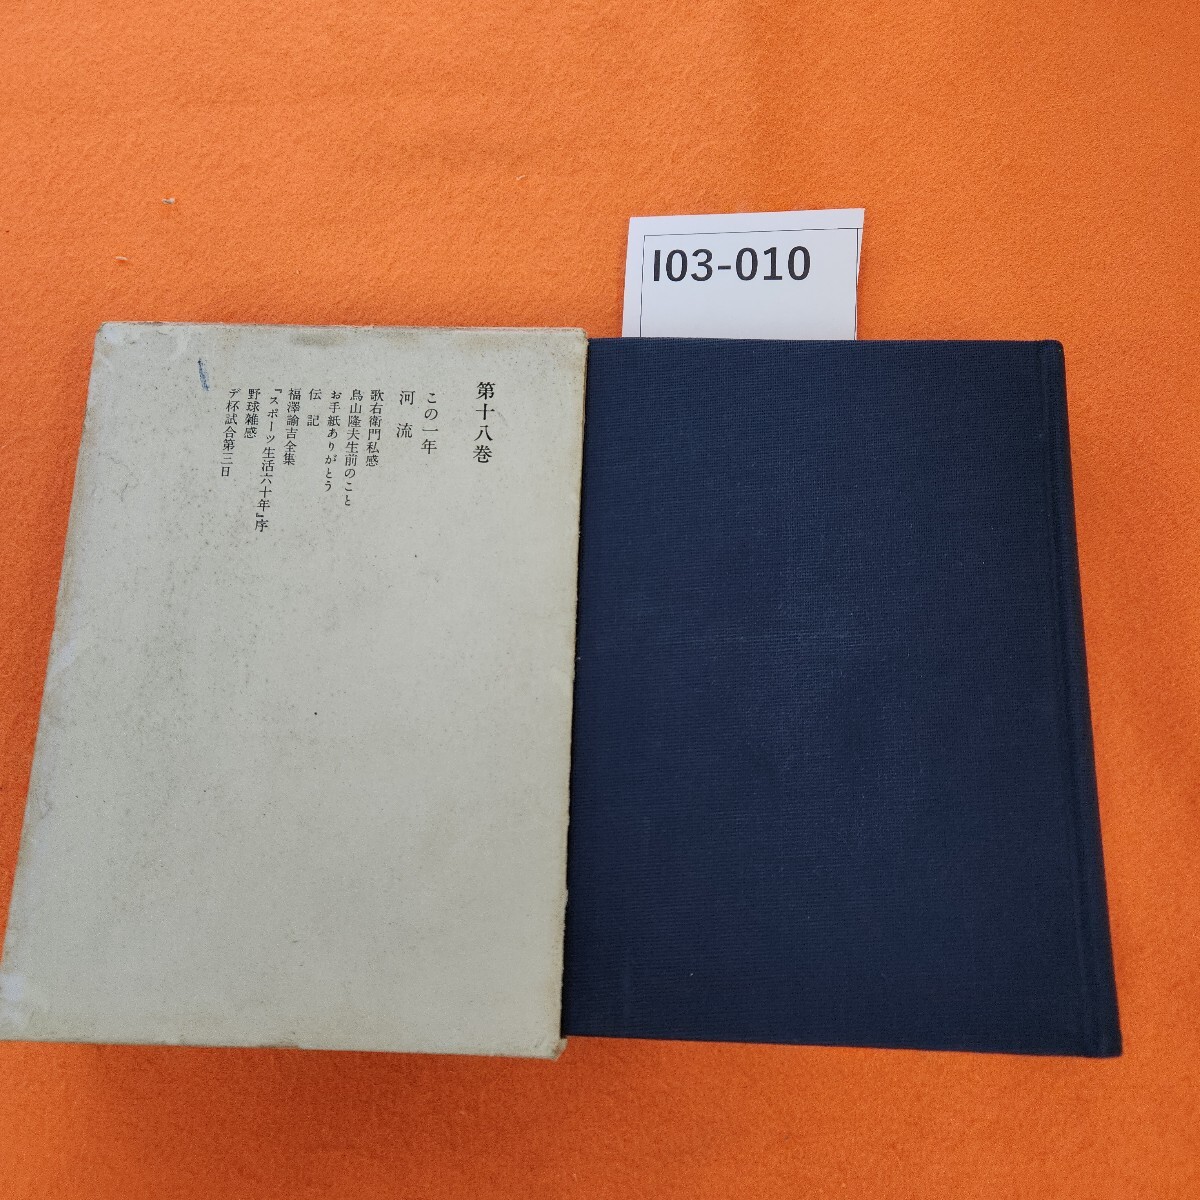 I03-010
第十八巻
この一年
河流
歌右衛門私感
鳥山隆夫生前のこと
お手紙ありがとう
伝記
福澤諭吉全集
『スポーツ生活六十年』序
野球雑感
デ杯試合第三日